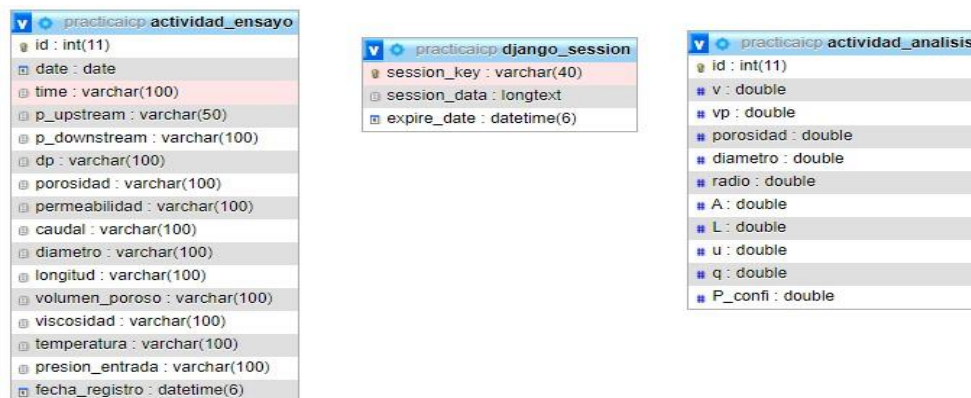 practicaicp actividad_ensayo
id : int(11)
date : date
time : varchar(100)
p_upstream : varchar(50)
p_downstream : varchar(100)
dp : varchar(100)
porosidad : varchar(100)
permeabilidad : varchar(100)
caudal : varchar(100)
diametro : varchar(100)
longitud : varchar(100)
volumen_poroso : varchar(100)
viscosidad : varchar(100)
temperatura : varchar(100)
presion_entrada : varchar(100)
fecha_registro : datetime(6)
practicaicp django_session
session_key : varchar(40)
session_data : longtext
expire_date : datetime(6)
practicaicp actividad_analisis
id : int(11)
v : double
vp : double
porosidad : double
diametro : double
radio : double
A : double
L : double
u : double
q : double
P_confi : double